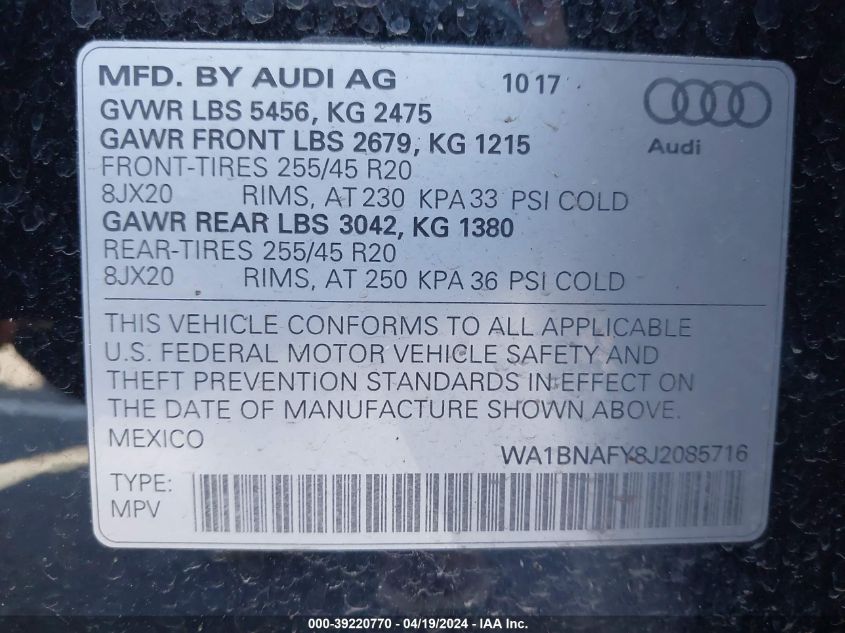 MFD. BY AUDI AG 10 17
GVWR LBS 5456, KG 2475
GAWR FRONT LBS 2679, KG 1215
Audi
FRONT-TIRES 255/45 R20
8JX20 RIMS, AT 230 KPA 33 PSI COLD
GAWR REAR LBS 3042, KG 1380
REAR-TIRES 255/45 R20
8JX20 RIMS, AT 250 KPA 36 PSI COLD
THIS VEHICLE CONFORMS TO ALL APPLICABLE
U.S. FEDERAL MOTOR VEHICLE SAFETY AND
THEFT PREVENTION STANDARDS IN EFFECT ON
THE DATE OF MANUFACTURE SHOWN ABOVE.
MEXICO
WA1BNAFY8J2085716
TYPE:
MPV
000-39220770 - 04/19/2024 - IAAI.COM